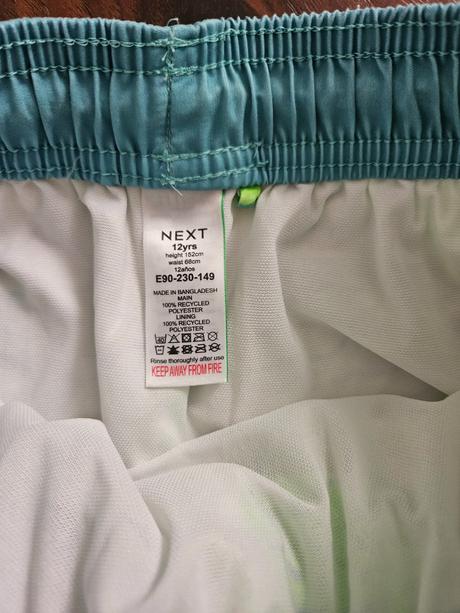 NEXT
12yrs
height 152cm
waist 68cm
12años
E90-230-149
MADE IN BANGLADESH
MAIN
100% RECYCLED
POLYESTER
LINING
100% RECYCLED
POLYESTER
40
Rinse thoroughly after use
KEEP AWAY FROM FIRE